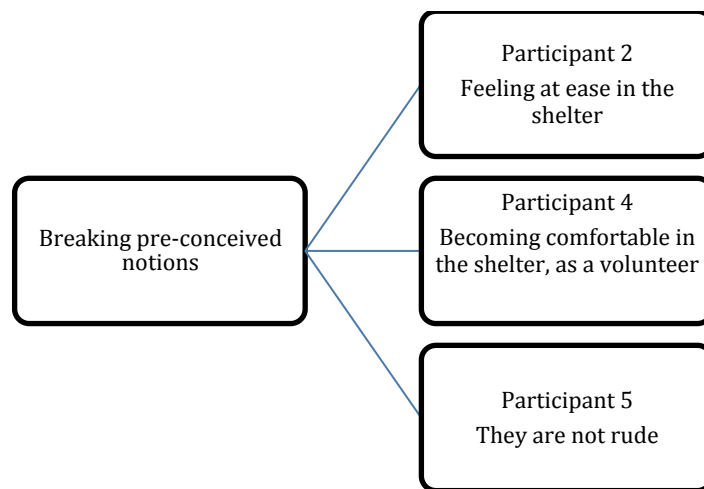 Participant 2
Feeling at ease in the
shelter
Breaking pre-conceived
notions
Participant 4
Becoming comfortable in
the shelter, as a volunteer
Participant 5
They are not rude